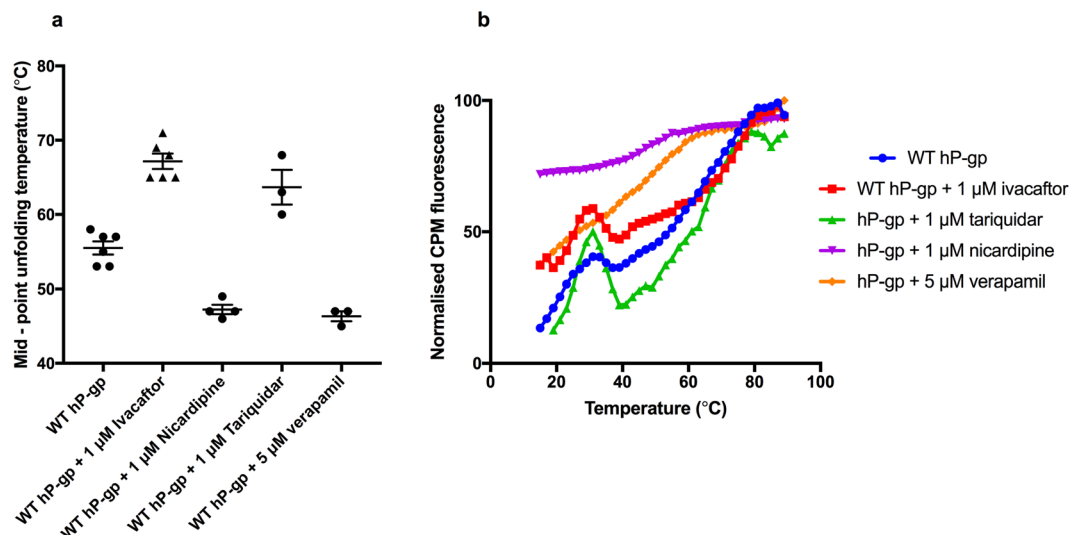 a
Mid - point unfolding temperature (°C)
80
70
60
50
40
WT hP-gp
WT hP-gp + 1 µM Ivacaftor
WT hP-gp + 1 µM Nicardipine
WT hP-gp + 1 µM Tariquidar
WT hP-gp + 5 µM verapamil
b
Normalised CPM fluorescence
100
50
0
0
20
40
60
80
100
Temperature (°C)
WT hP-gp
WT hP-gp + 1 µM ivacaftor
hP-gp + 1 µM tariquidar
hP-gp + 1 µM nicardipine
hP-gp + 5 µM verapamil